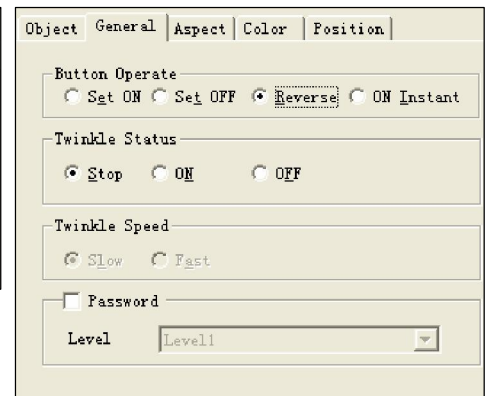 Object General Aspect Color Position
Button Operate
Set ON Set OFF Reverse ON Instant
Twinkle Status
Stop ON OFF
Twinkle Speed
Slow Fast
Password
Level Level1